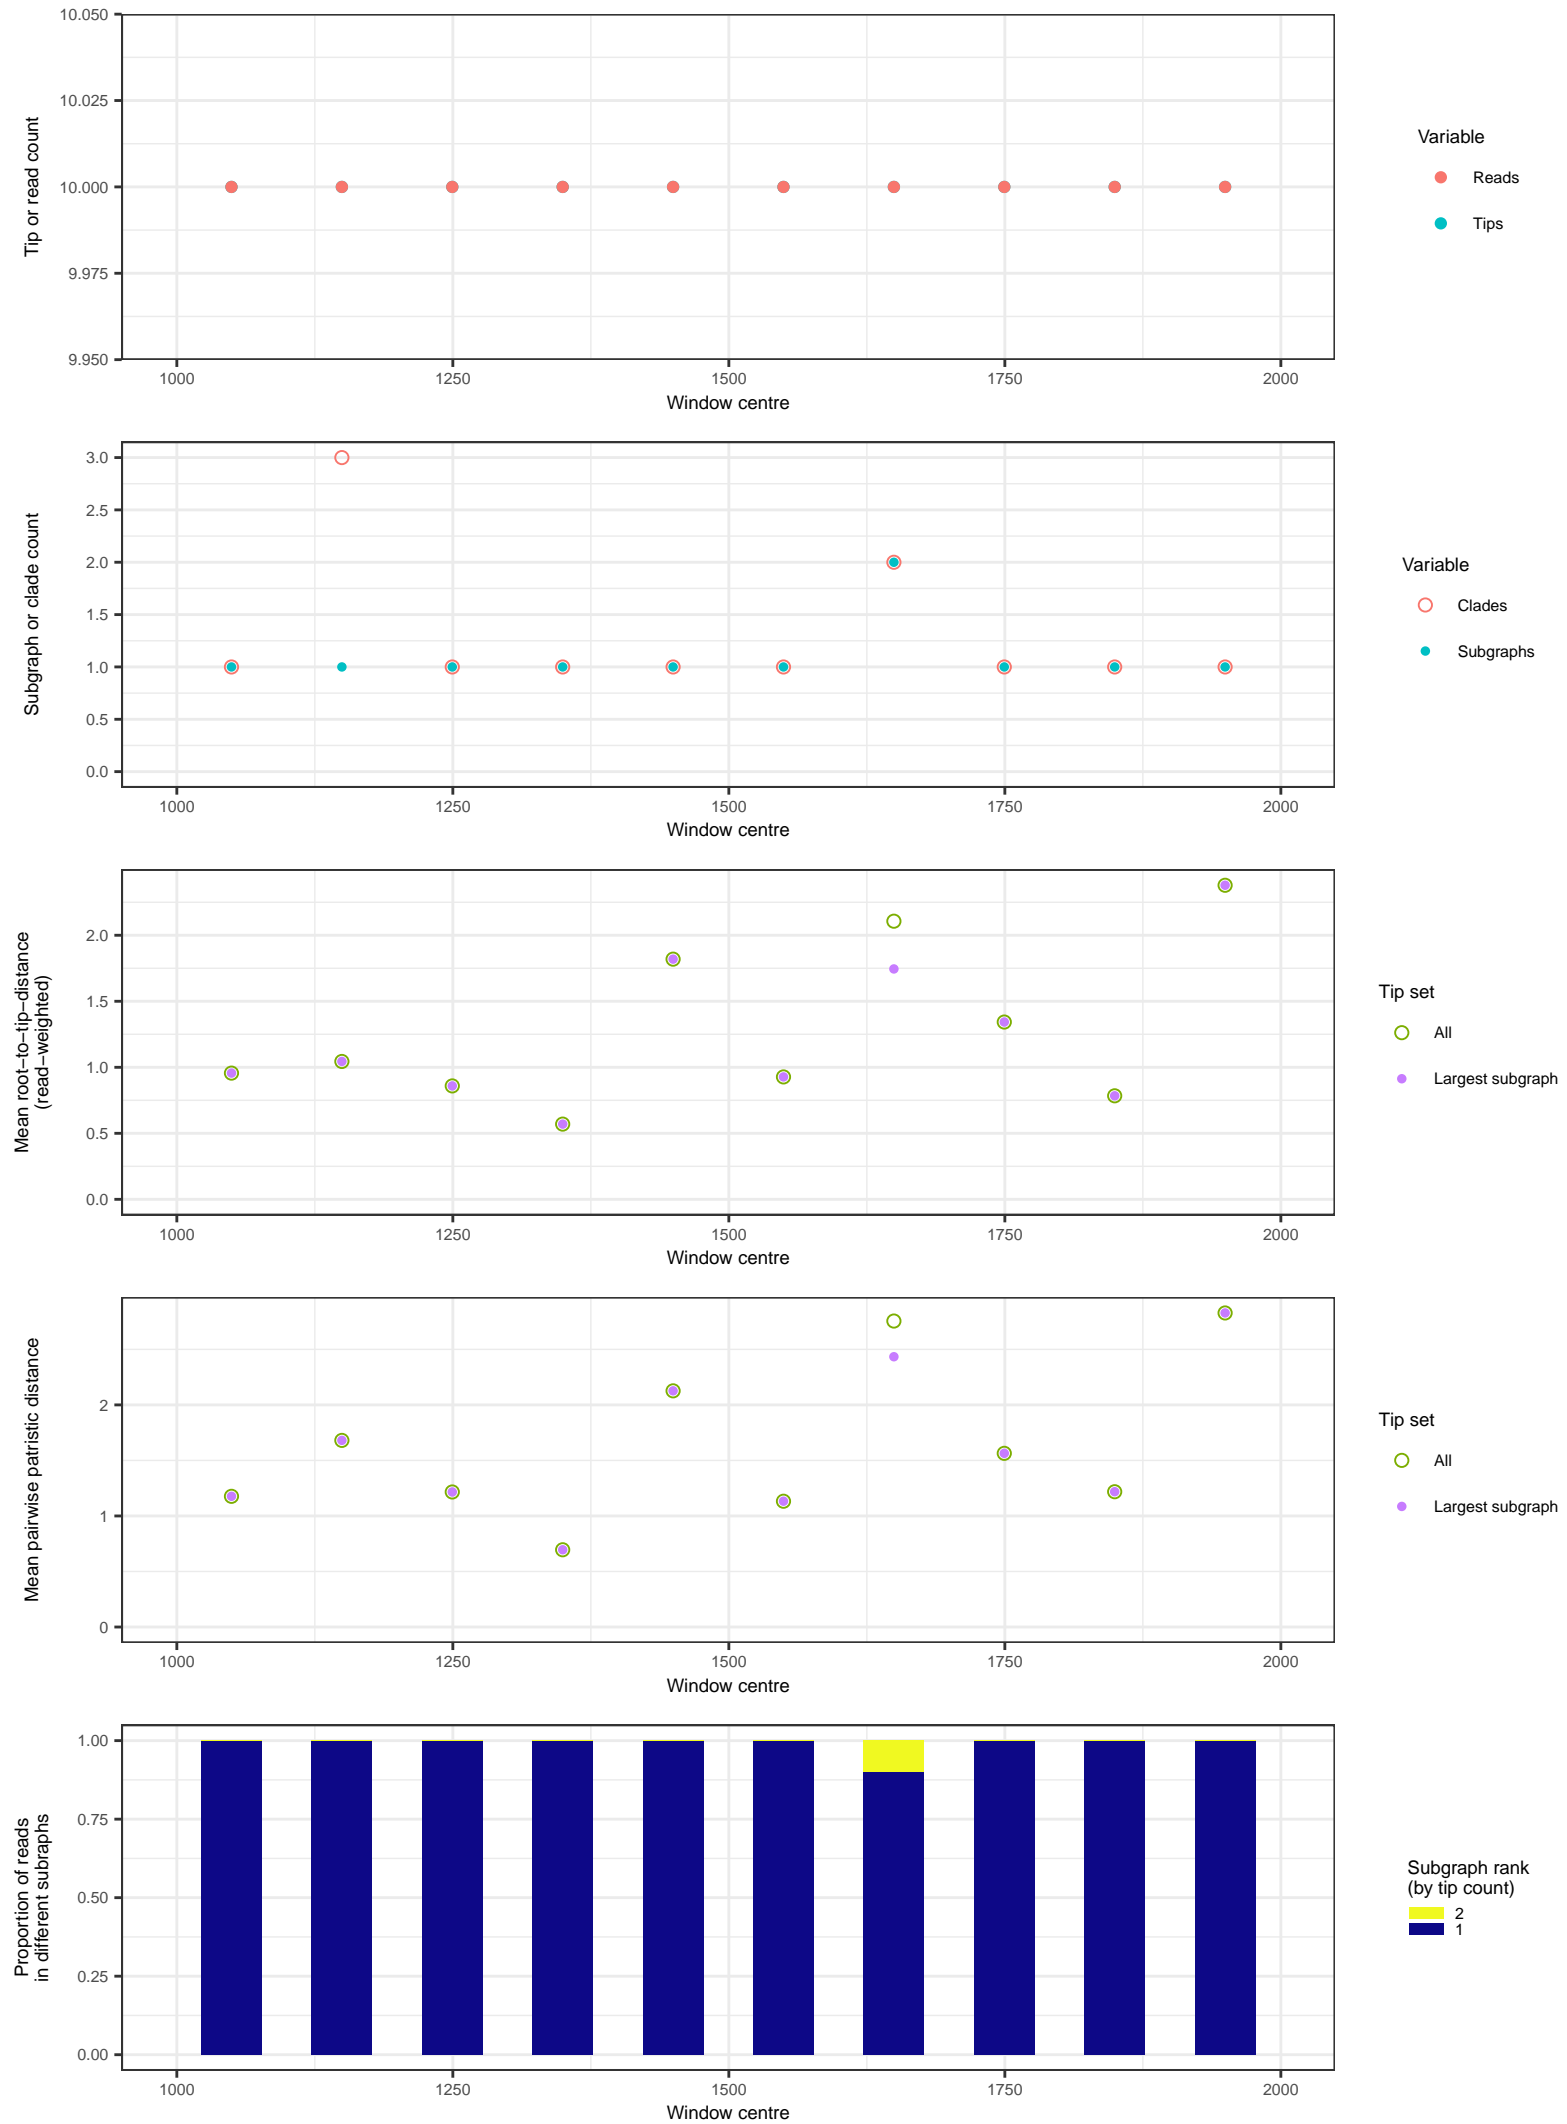 10.050
10.025
10.000
9.975
9.950
Tip or read count
1000 1250 1500 1750 2000
Window centre
Variable
Reads
Tips
3.0
2.5
2.0
1.5
1.0
0.5
0.0
Subgraph or clade count
1000 1250 1500 1750 2000
Window centre
Variable
Clades
Subgraphs
2.0
1.5
1.0
0.5
0.0
Mean root−to−tip−distance
(read−weighted)
1000 1250 1500 1750 2000
Window centre
Tip set
All
Largest subgraph
2
1
0
Mean pairwise patristic distance
1000 1250 1500 1750 2000
Window centre
Tip set
All
Largest subgraph
1.00
0.75
0.50
0.25
0.00
Proportion of reads
in different subraphs
1000 1250 1500 1750 2000
Window centre
Subgraph rank
(by tip count)
2
1